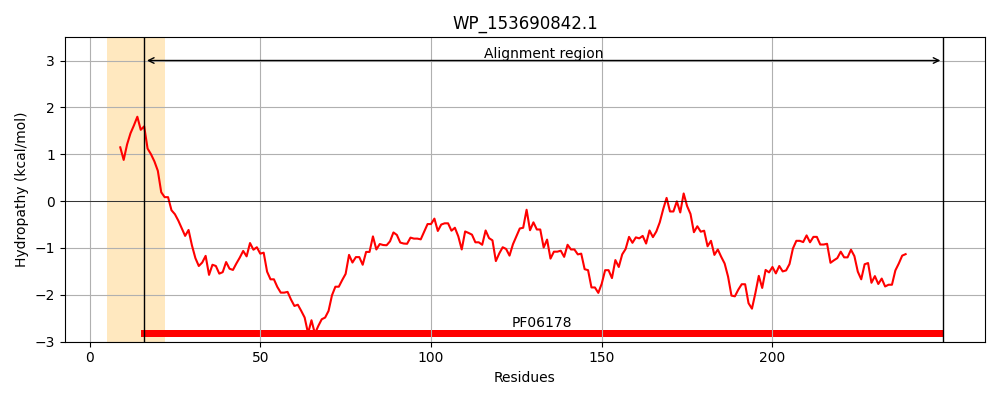 WP_153690842.1
Alignment region
Hydropathy (kcal/mol)
3
2
1
0
−1
−2
−3
PF06178
0 50 100 150 200
Residues